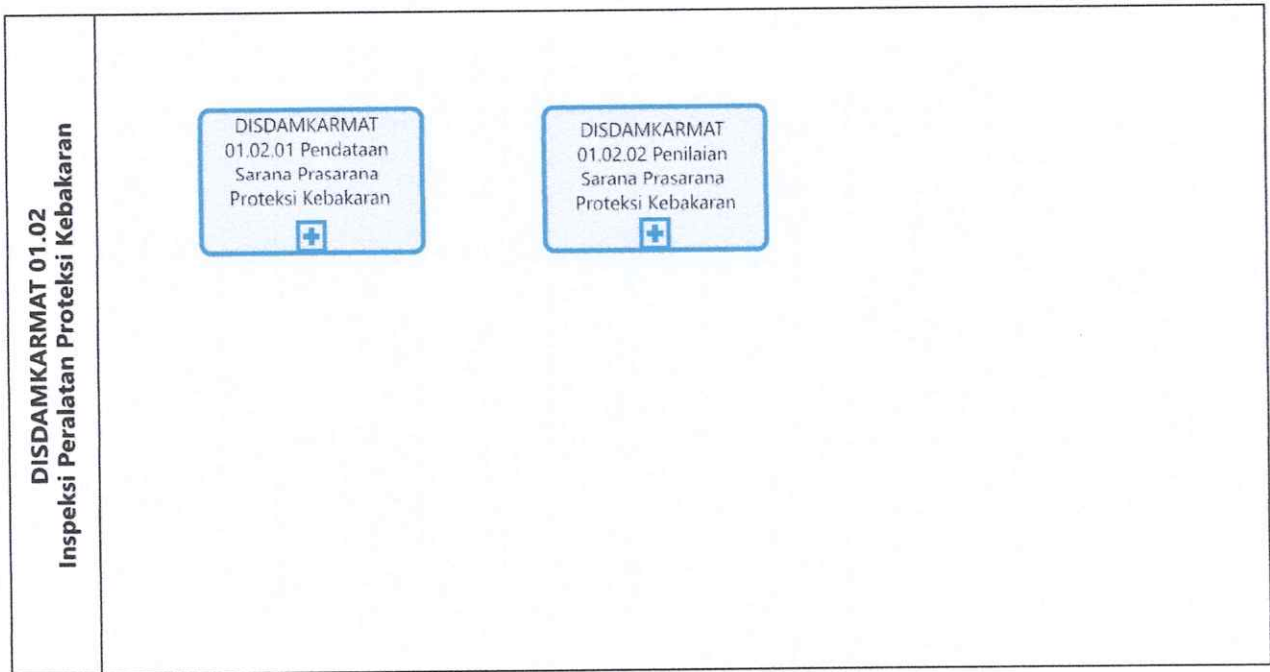 DISDAMKARMAT 01.02
Inspeksi Peralatan Proteksi Kebakaran
DISDAMKARMAT
01.02.01 Pendataan
Sarana Prasarana
Proteksi Kebakaran
DISDAMKARMAT
01.02.02 Penilaian
Sarana Prasarana
Proteksi Kebakaran